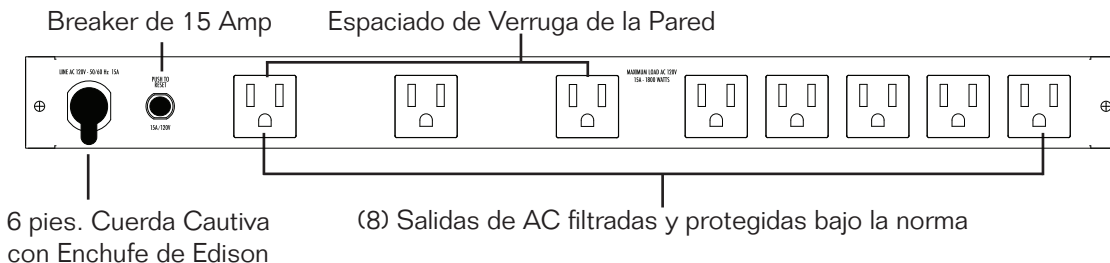 Breaker de 15 Amp
Espaciado de Verruga de la Pared
LINE AC 120V - 50/60 Hz 15A
PUSH TO
RESET
15A/120V
MAXIMUM LOAD AC 120V
15A - 1800 WATTS
6 pies. Cuerda Cautiva
con Enchufe de Edison
(8) Salidas de AC filtradas y protegidas bajo la norma